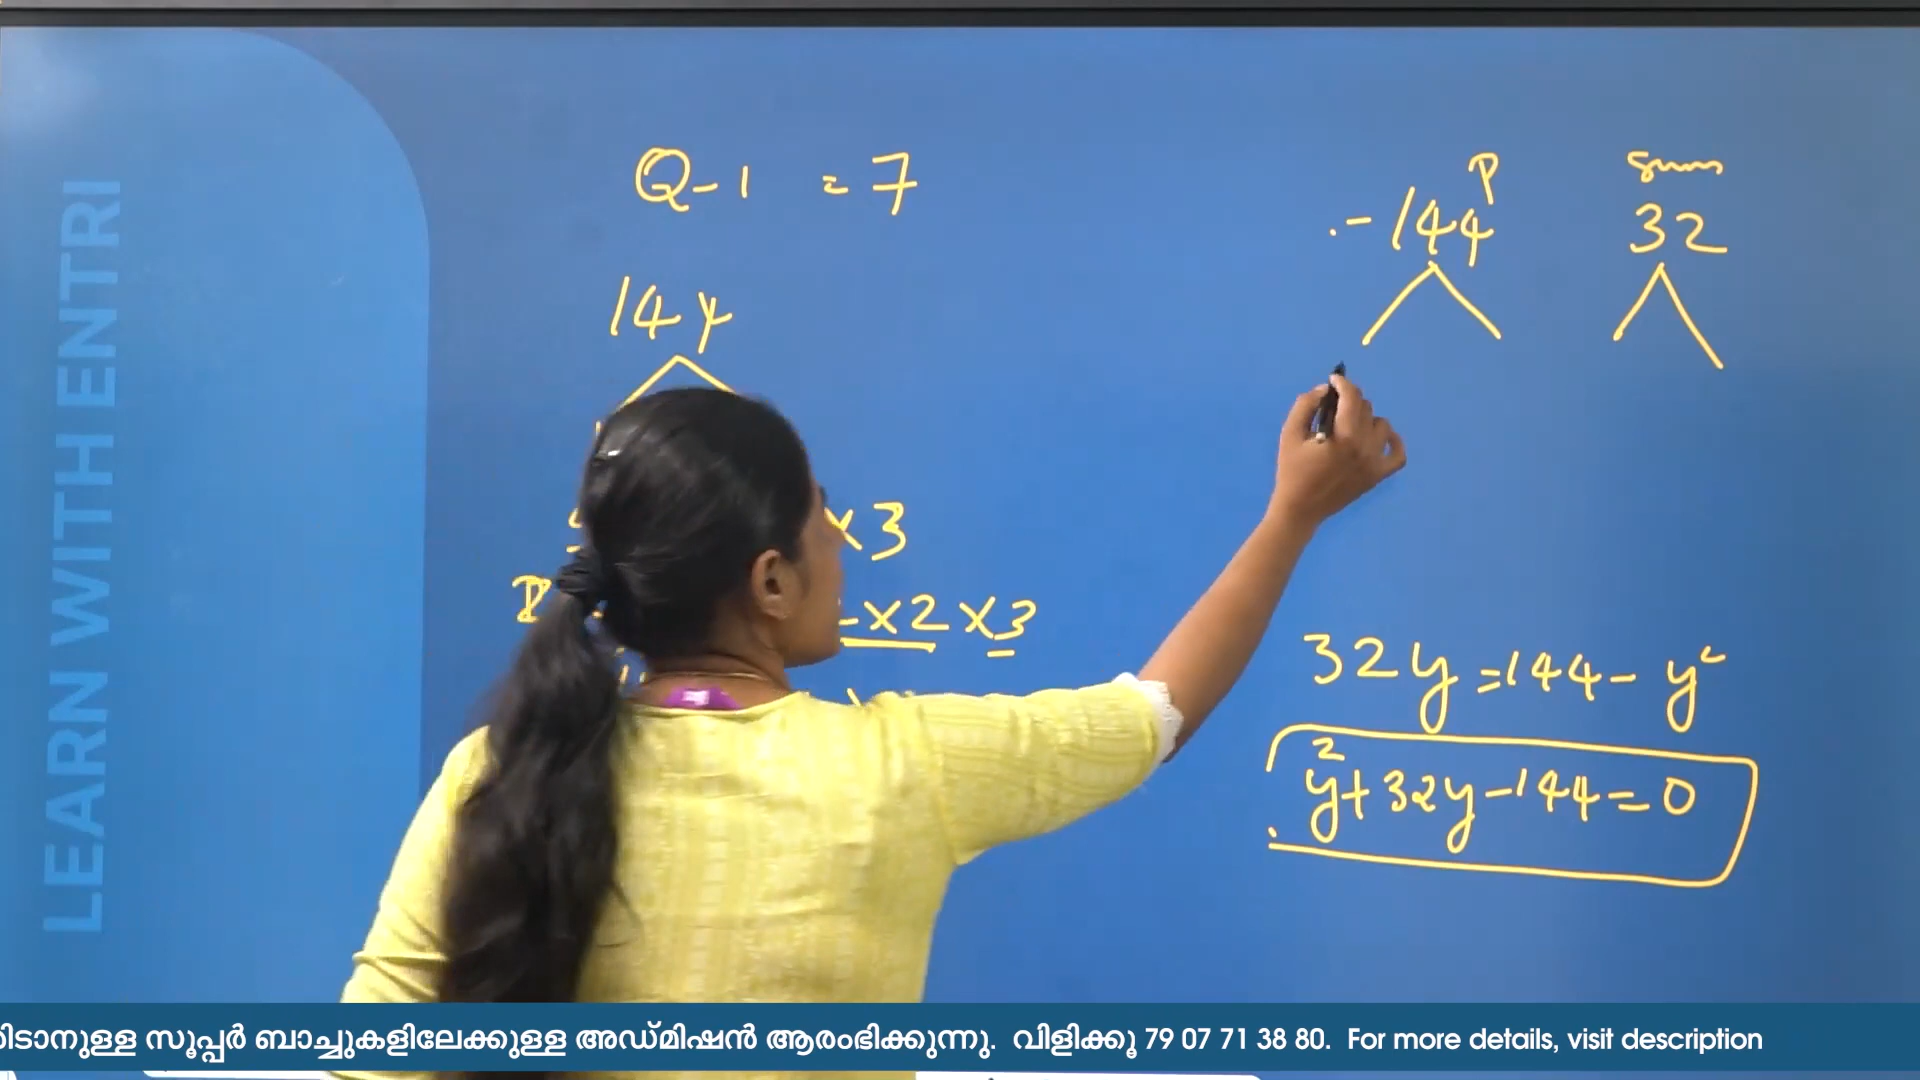 LEARN WITH ENTRI
Q-1 = 7
144
x3
x2 x 3
P
-144
sum
32
32y = 144 - y²
y² + 32y - 144 = 0
ിടാനുള്ള സൂപ്പർ ബാച്ചുകളിലേക്കുള്ള അഡ്മിഷൻ ആരംഭിക്കുന്നു. വിളിക്കൂ 79 07 71 38 80. For more details, visit description